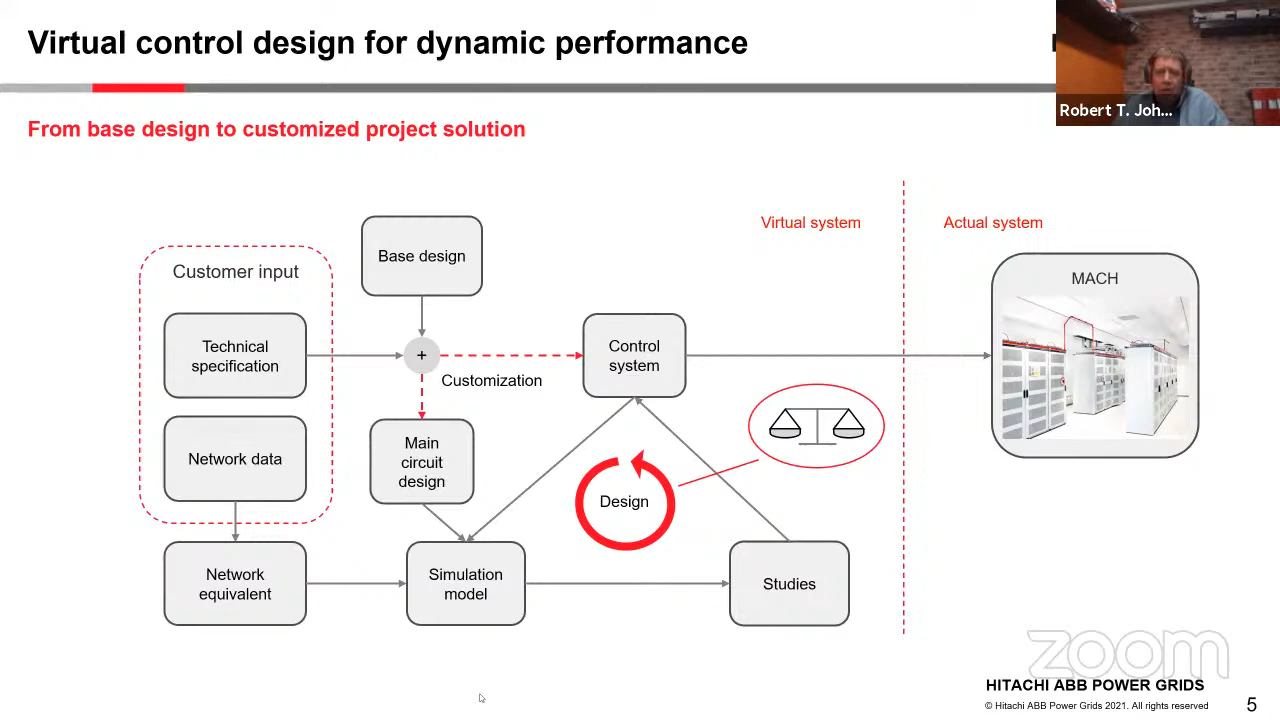 Virtual control design for dynamic performance
Robert T. Joh...
From base design to customized project solution
Virtual system
Actual system
Base design
Customer input
MACH
Technical
specification
+
Control
system
Customization
Network data
Main
circuit
design
Design
Network
equivalent
Simulation
model
Studies
zoom
HITACHI ABB POWER GRIDS
© Hitachi ABB Power Grids 2021. All rights reserved
5